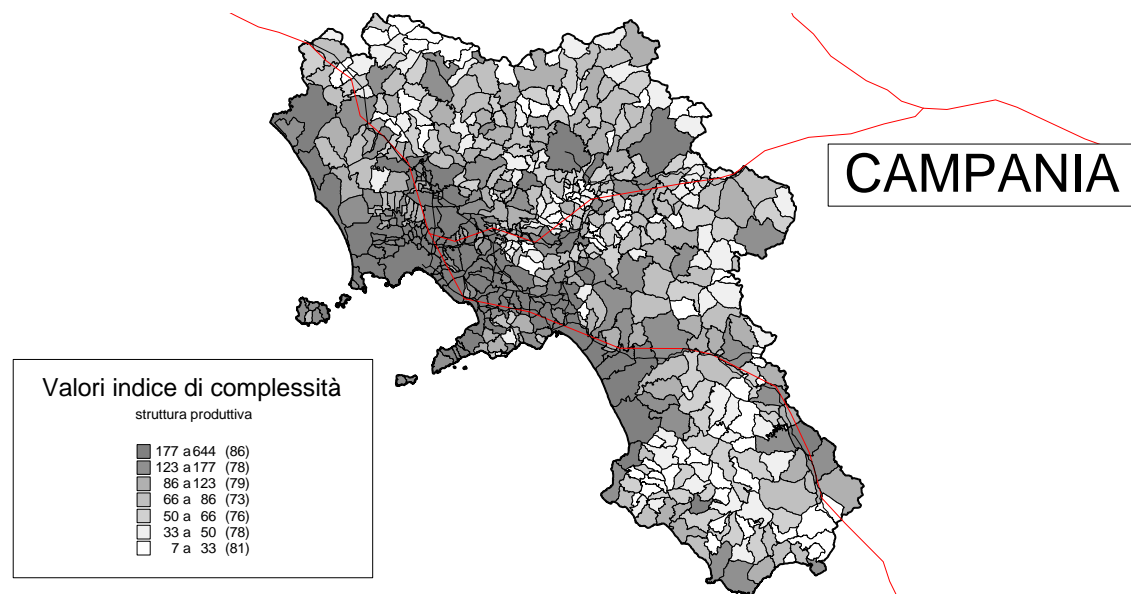 CAMPANIA
Valori indice di complessità
struttura produttiva
177 a 644 (86)
123 a 177 (78)
86 a 123 (79)
66 a 86 (73)
50 a 66 (76)
33 a 50 (78)
7 a 33 (81)